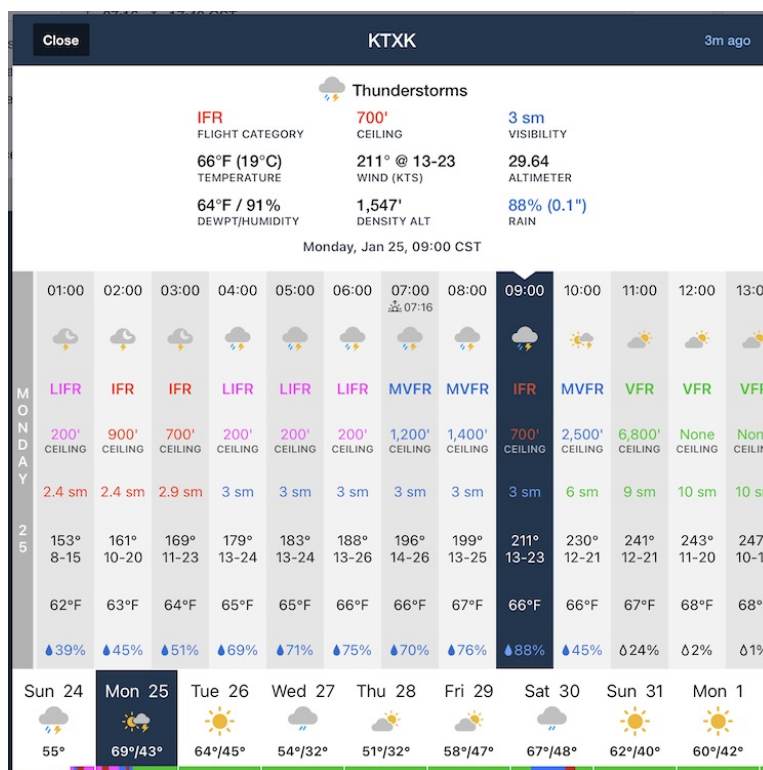 Close
KTXK
3m ago
Thunderstorms
IFR 700' 3 sm
FLIGHT CATEGORY CEILING VISIBILITY
66°F (19°C) 211° @ 13-23 29.64
TEMPERATURE WIND (KTS) ALTIMETER
64°F / 91% 1,547' 88% (0.1")
DEWPT/HUMIDITY DENSITY ALT RAIN
Monday, Jan 25, 09:00 CST
MONDAY 25
01:00 02:00 03:00 04:00 05:00 06:00 07:00 08:00 09:00 10:00 11:00 12:00 13:0
07:16
LIFR IFR IFR LIFR LIFR LIFR MVFR MVFR IFR MVFR VFR VFR VF
200' 900' 700' 200' 200' 200' 1,200' 1,400' 700' 2,500' 6,800' None Non
CEILING CEILING CEILING CEILING CEILING CEILING CEILING CEILING CEILING CEILING CEILING CEILING CEILIN
2.4 sm 2.4 sm 2.9 sm 3 sm 3 sm 3 sm 3 sm 3 sm 3 sm 6 sm 9 sm 10 sm 10 s
153° 161° 169° 179° 183° 188° 196° 199° 211° 230° 241° 243° 247
8-15 10-20 11-23 13-24 13-24 13-26 14-26 13-25 13-23 12-21 12-21 11-20 10-1
62°F 63°F 64°F 65°F 65°F 66°F 66°F 67°F 66°F 66°F 67°F 68°F 68°
39% 45% 51% 69% 71% 75% 70% 76% 88% 45% 24% 2% 1%
Sun 24 Mon 25 Tue 26 Wed 27 Thu 28 Fri 29 Sat 30 Sun 31 Mon 1
55° 69°/43° 64°/45° 54°/32° 51°/32° 58°/47° 67°/48° 62°/40° 60°/42°